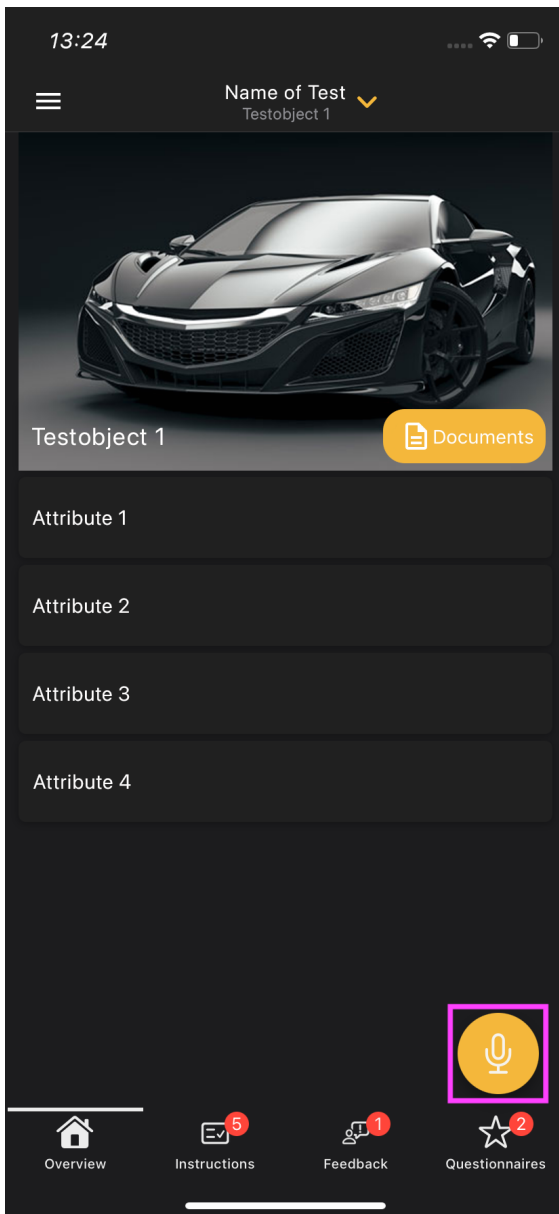 13:24
Name of Test
Testobject 1
Testobject 1
Documents
Attribute 1
Attribute 2
Attribute 3
Attribute 4
5
1
2
Overview
Instructions
Feedback
Questionnaires